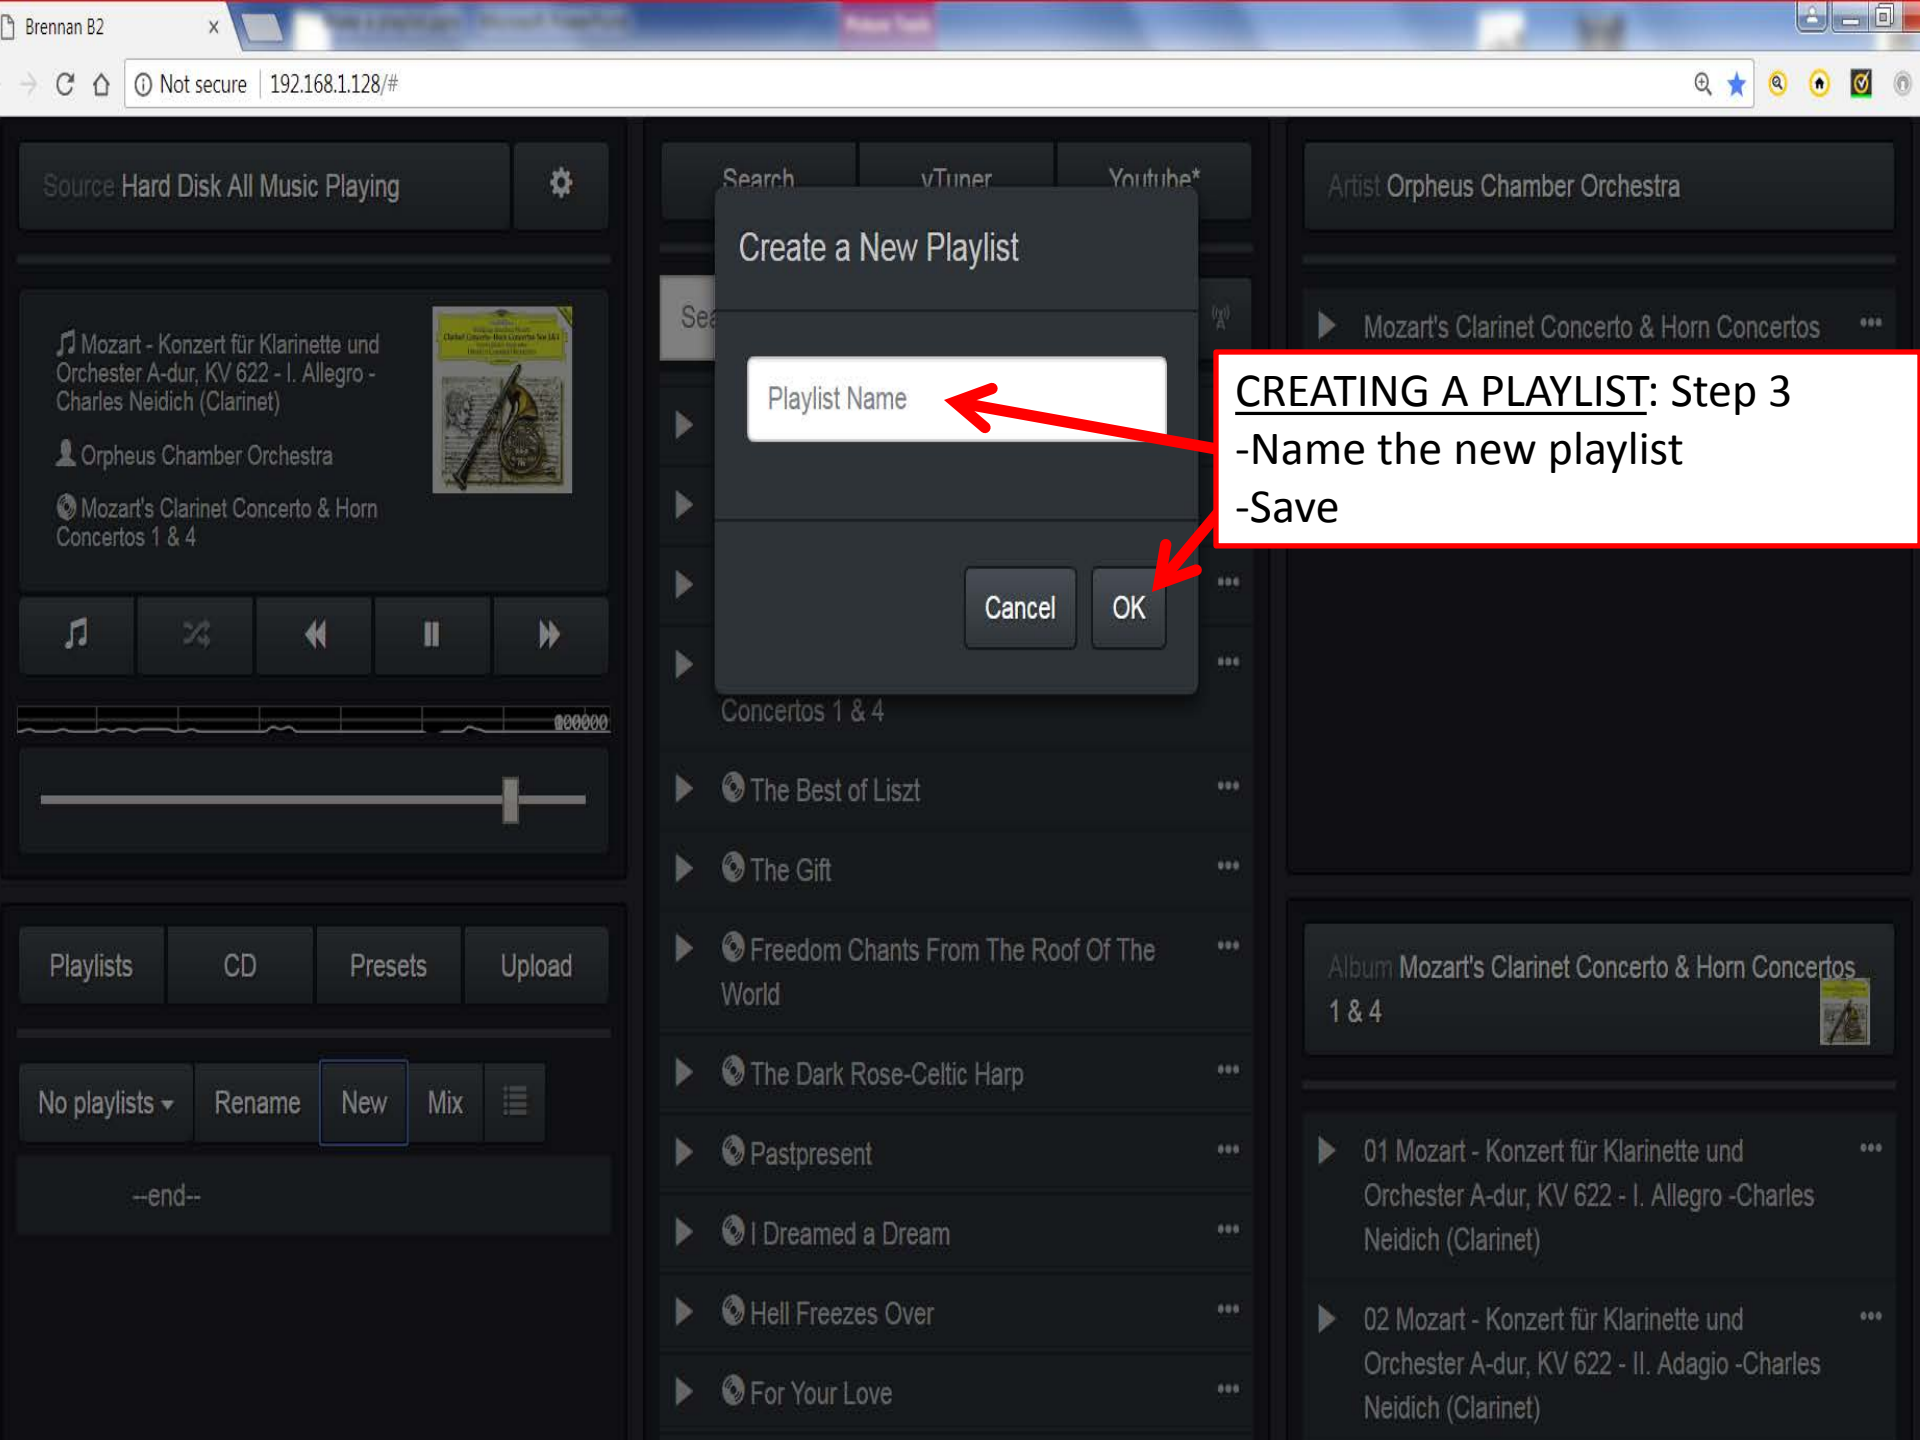 Brennan B2
Not secure | 192.168.1.128/#
Source Hard Disk All Music Playing
Mozart - Konzert für Klarinette und
Orchester A-dur, KV 622 - I. Allegro -
Charles Neidich (Clarinet)
Orpheus Chamber Orchestra
Mozart's Clarinet Concerto & Horn
Concertos 1 & 4
Playlists CD Presets Upload
No playlists Rename New Mix
--end--
Search vTuner Youtube*
Sea
Create a New Playlist
Playlist Name
Cancel OK
Concertos 1 & 4
The Best of Liszt
The Gift
Freedom Chants From The Roof Of The
World
The Dark Rose-Celtic Harp
Pastpresent
I Dreamed a Dream
Hell Freezes Over
For Your Love
Artist Orpheus Chamber Orchestra
Mozart's Clarinet Concerto & Horn Concertos
CREATING A PLAYLIST: Step 3
-Name the new playlist
-Save
Album Mozart's Clarinet Concerto & Horn Concertos
1 & 4
01 Mozart - Konzert für Klarinette und
Orchester A-dur, KV 622 - I. Allegro -Charles
Neidich (Clarinet)
02 Mozart - Konzert für Klarinette und
Orchester A-dur, KV 622 - II. Adagio -Charles
Neidich (Clarinet)